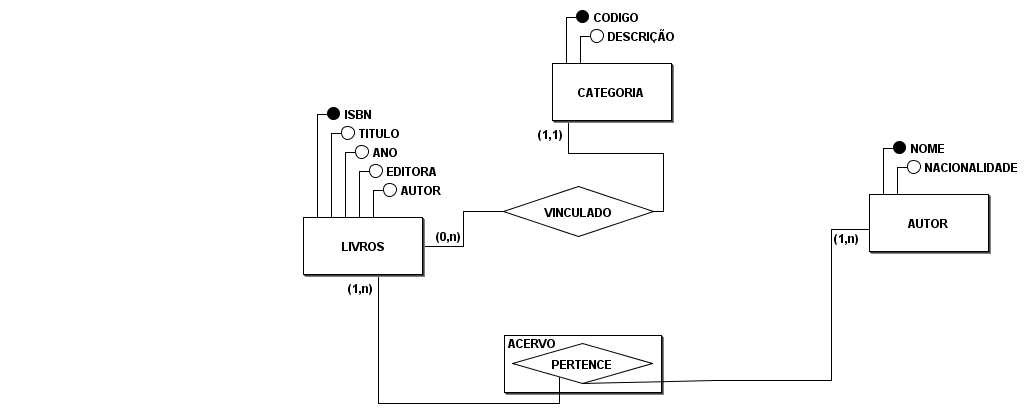 CODIGO
DESCRIÇÃO
CATEGORIA
(1,1)
ISBN
TITULO
ANO
EDITORA
AUTOR
LIVROS
(0,n)
(1,n)
VINCULADO
NOME
NACIONALIDADE
AUTOR
(1,n)
ACERVO
PERTENCE